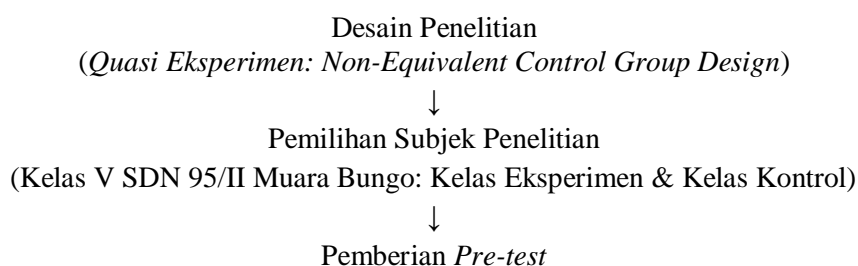 Desain Penelitian
(Quasi Eksperimen: Non-Equivalent Control Group Design)
↓
Pemilihan Subjek Penelitian
(Kelas V SDN 95/II Muara Bungo: Kelas Eksperimen & Kelas Kontrol)
↓
Pemberian Pre-test